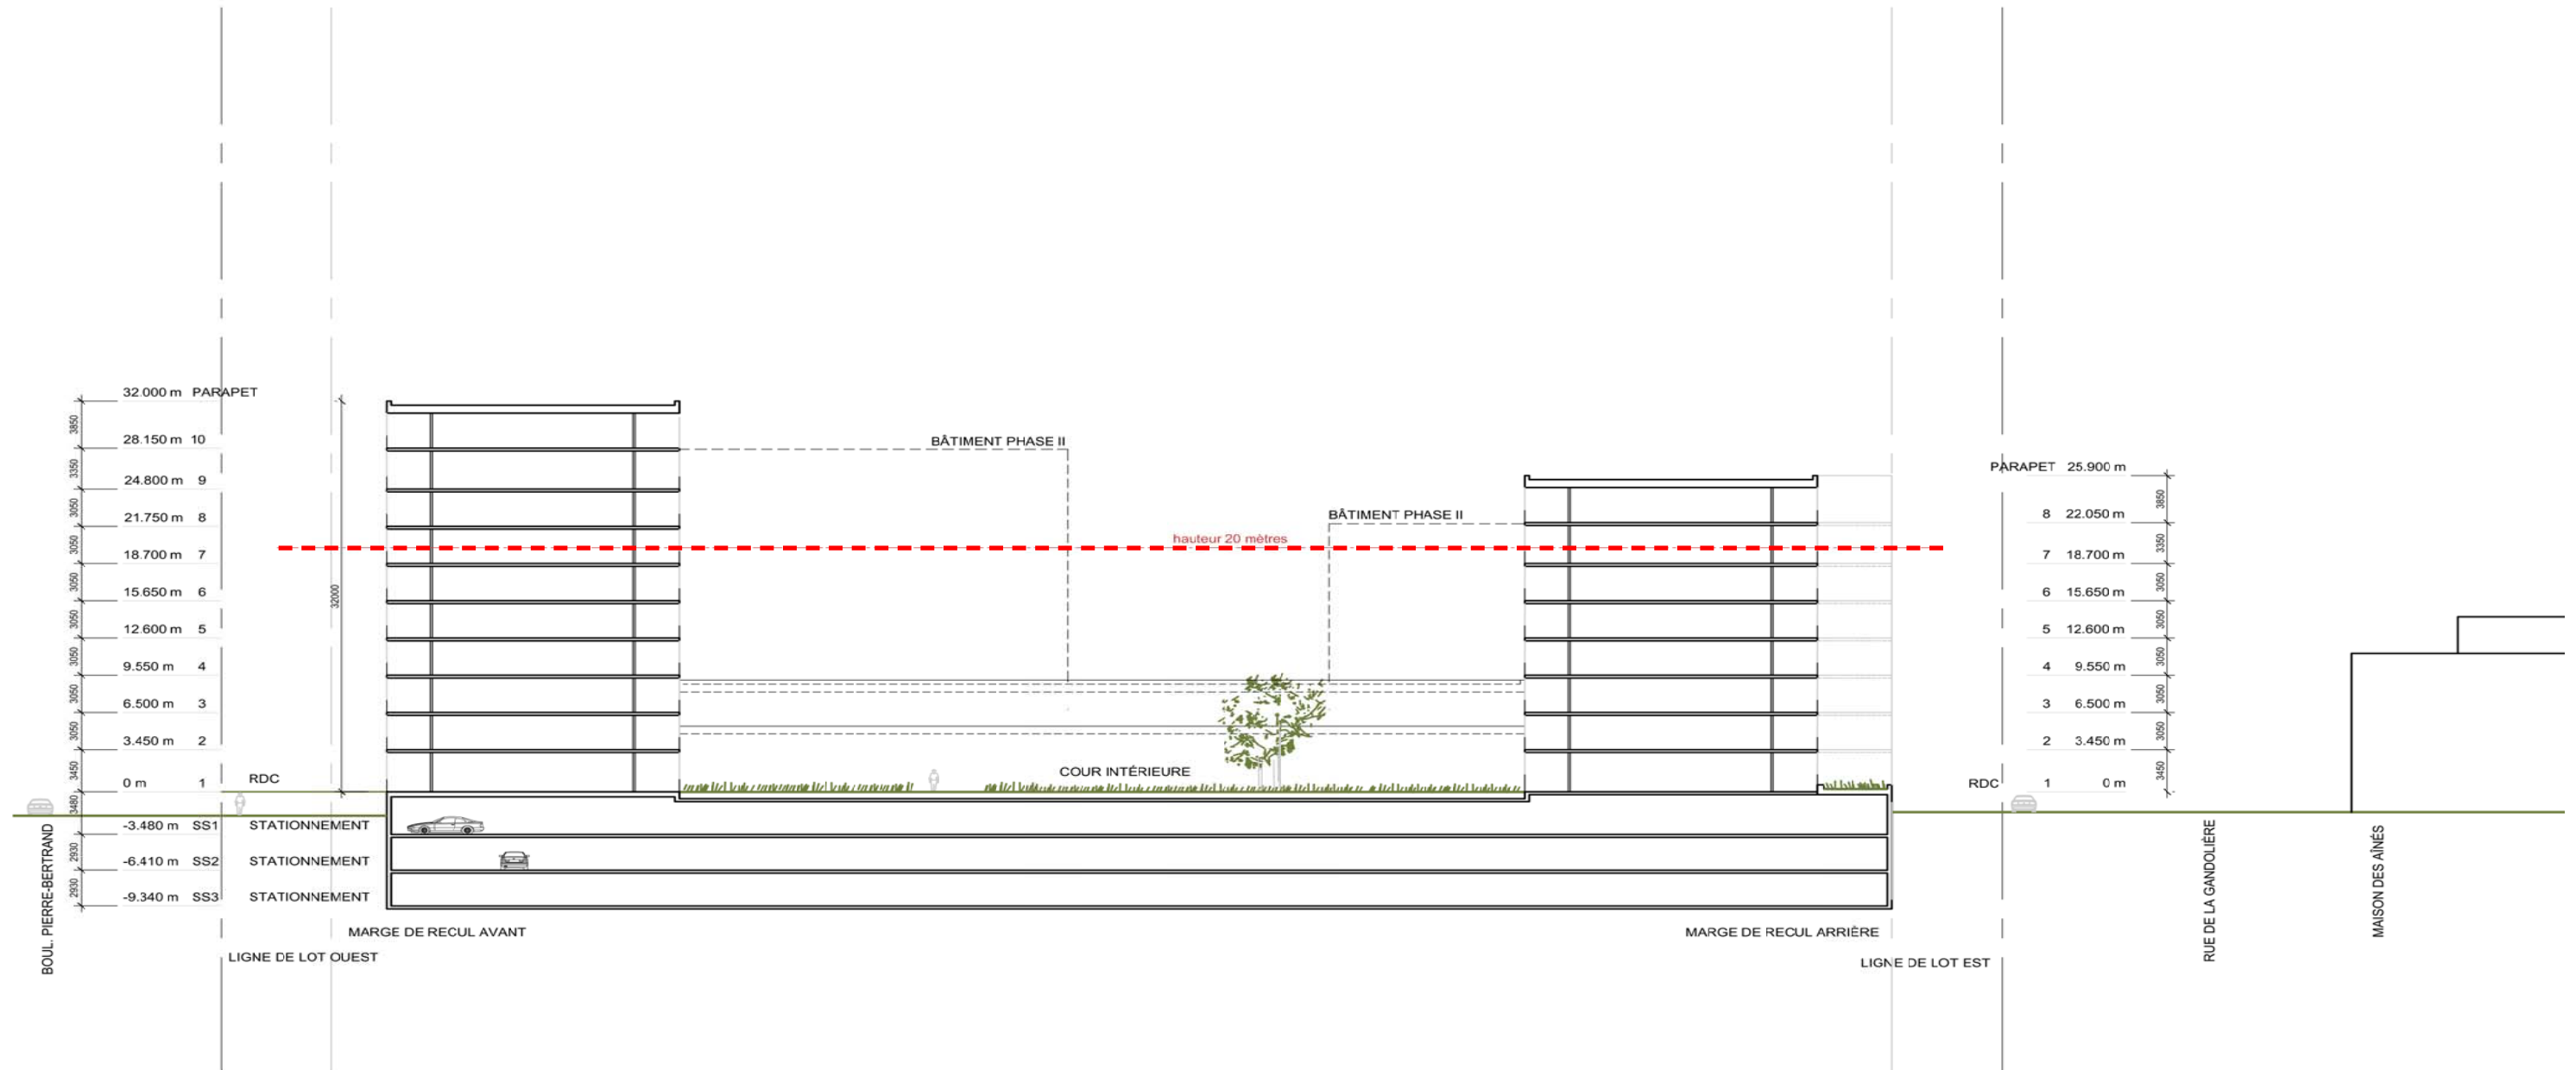 32.000 m PARAPET
3850
28.150 m 10
3350
24.800 m 9
3050
21.750 m 8
3050
18.700 m 7
3050
15.650 m 6
3050
12.600 m 5
3050
9.550 m 4
3050
6.500 m 3
3050
3.450 m 2
3450
0 m 1 RDC
3480
-3.480 m SS1 STATIONNEMENT
2930
-6.410 m SS2 STATIONNEMENT
2930
-9.340 m SS3 STATIONNEMENT
BOUL. PIERRE-BERTRAND
32000
MARGE DE RECUL AVANT
LIGNE DE LOT OUEST
BÂTIMENT PHASE II
BÂTIMENT PHASE II
hauteur 20 mètres
COUR INTÉRIEURE
PARAPET 25.900 m
3850
8 22.050 m
3350
7 18.700 m
3050
6 15.650 m
3050
5 12.600 m
3050
4 9.550 m
3050
3 6.500 m
3050
2 3.450 m
3450
RDC 1 0 m
MARGE DE RECUL ARRIÈRE
LIGNE DE LOT EST
RUE DE LA GANDOLIÈRE
MAISON DES AÎNÉS